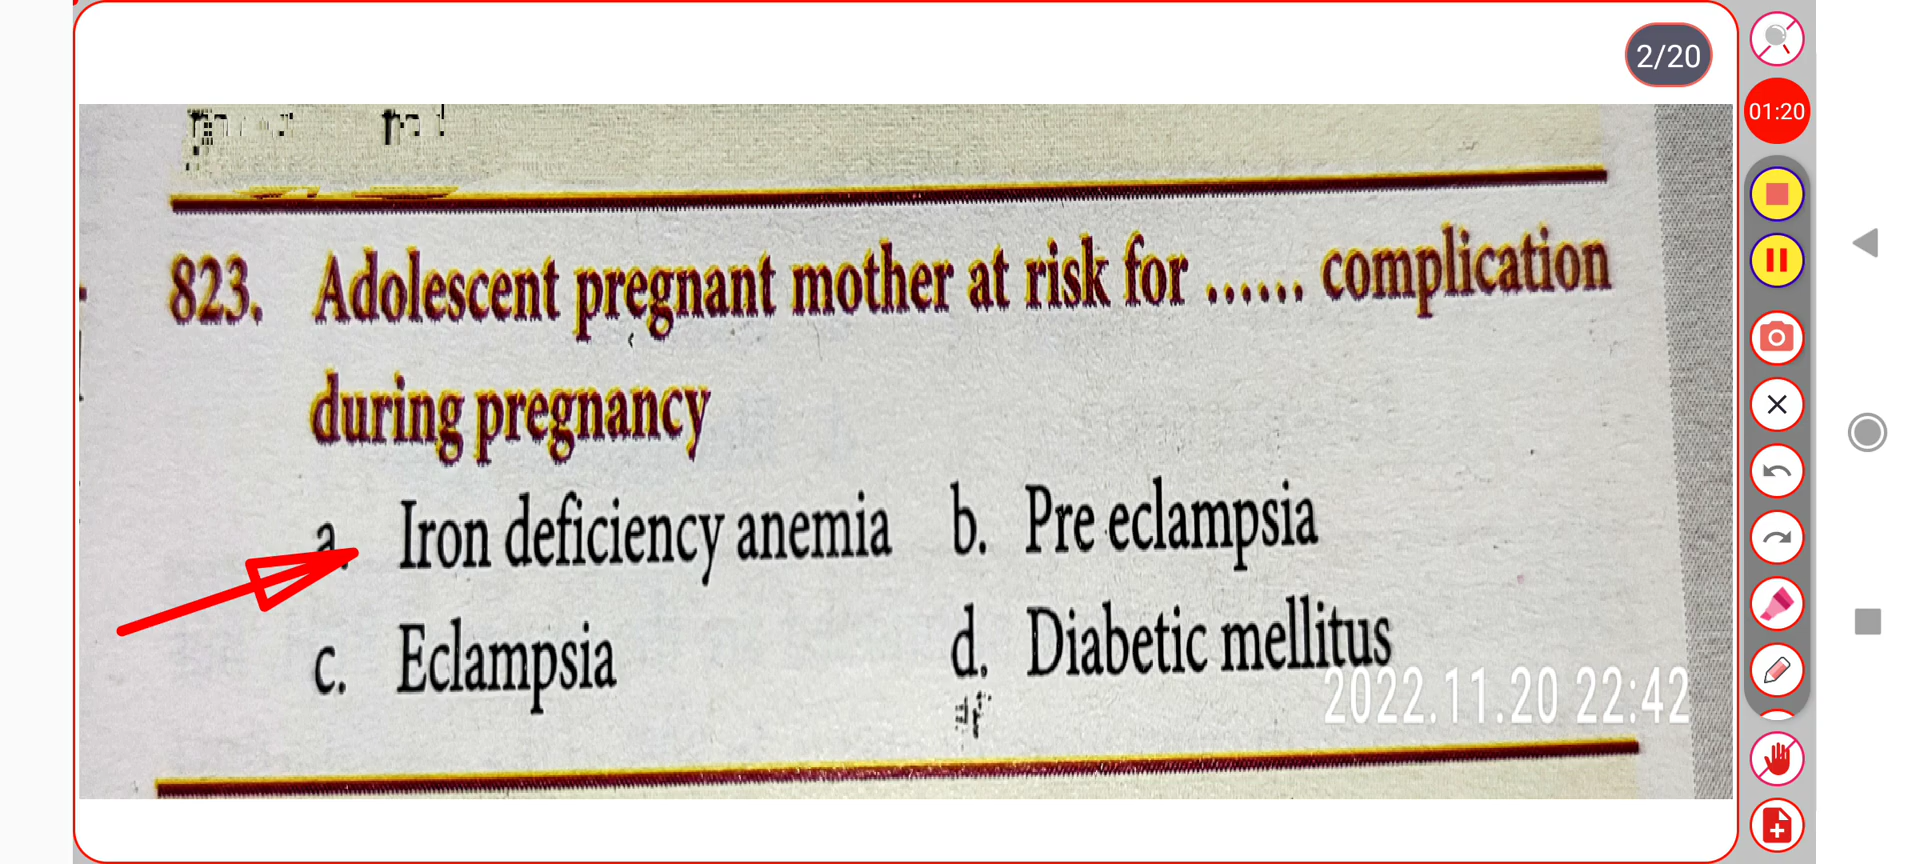 2/20
01:20
823. Adolescent pregnant mother at risk for ...... complication
during pregnancy
a. Iron deficiency anemia b. Pre eclampsia
c. Eclampsia d. Diabetic mellitus
2022.11.20 22:42